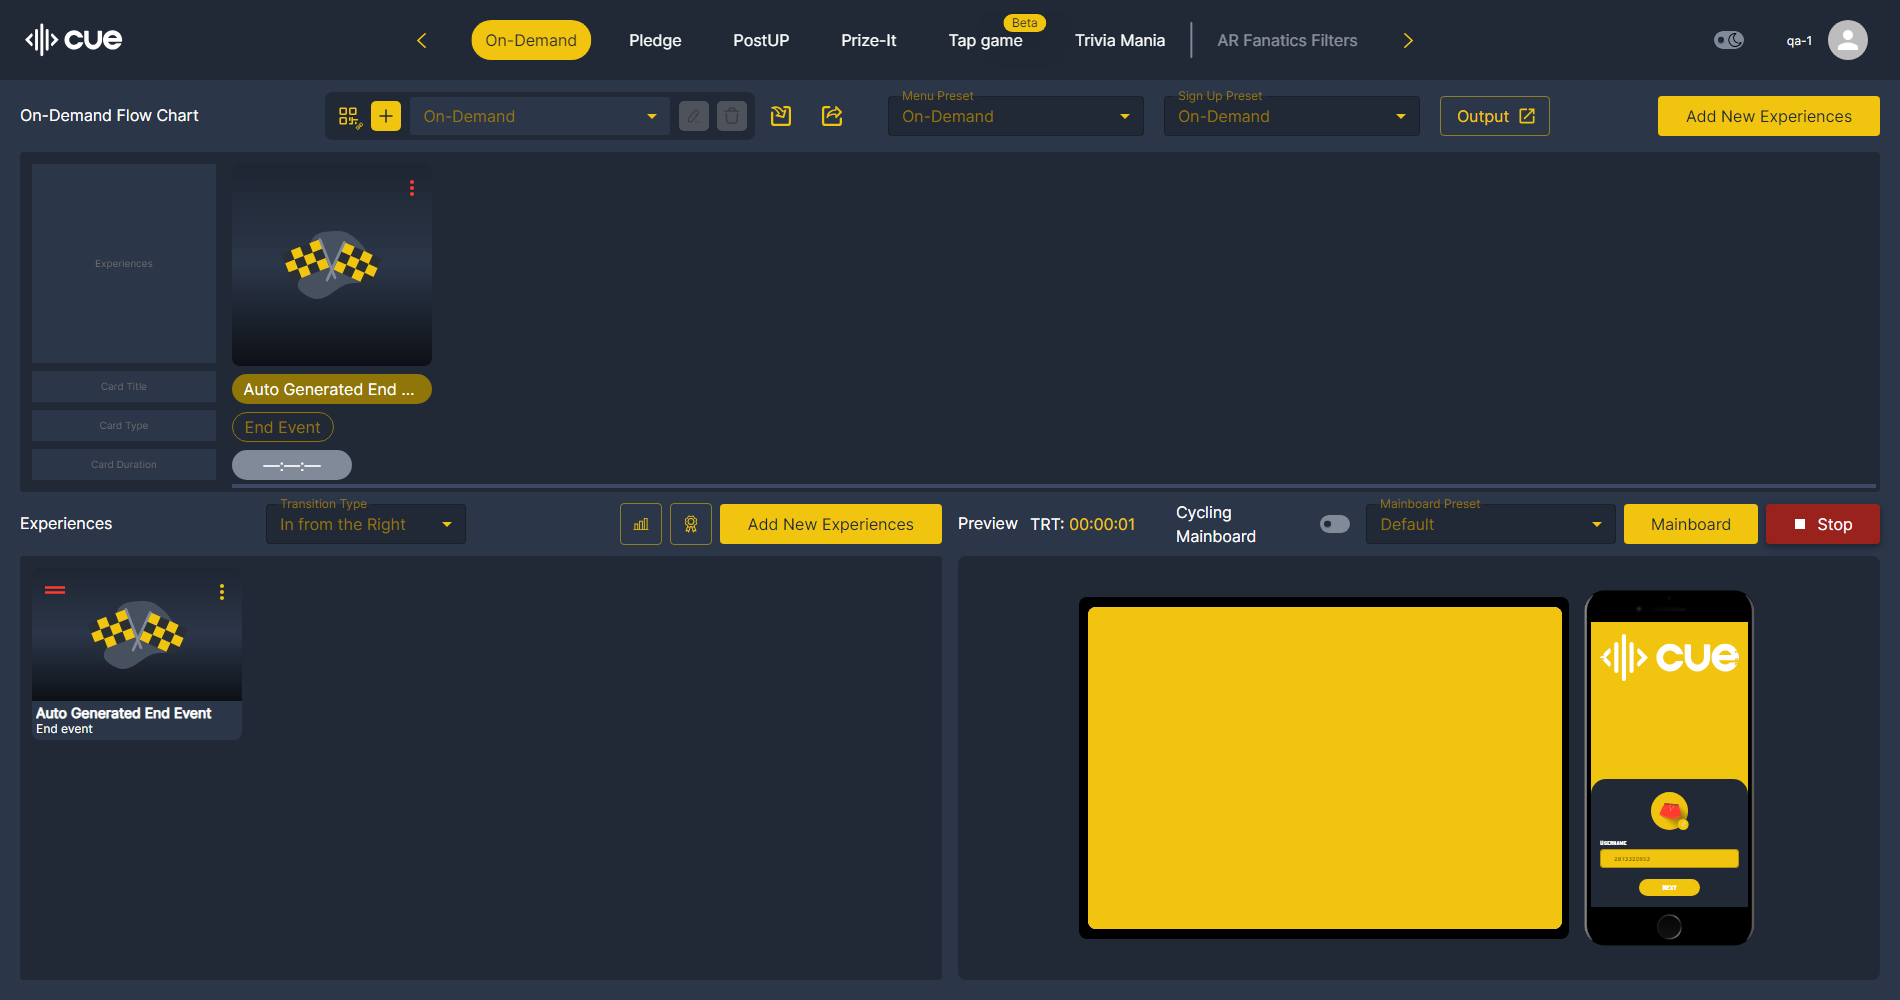 cue
On-Demand
Pledge
PostUP
Prize-It
Tap game
Beta
Trivia Mania
AR Fanatics Filters
qa-1
On-Demand Flow Chart
On-Demand
Menu Preset
On-Demand
Sign Up Preset
On-Demand
Output
Add New Experiences
Experiences
Card Title
Card Type
Card Duration
Auto Generated End ...
End Event
—:—:—
Experiences
Transition Type
In from the Right
Add New Experiences
Preview
TRT: 00:00:01
Cycling
Mainboard
Mainboard Preset
Default
Mainboard
Stop
Auto Generated End Event
End event
cue
Username
NEXT